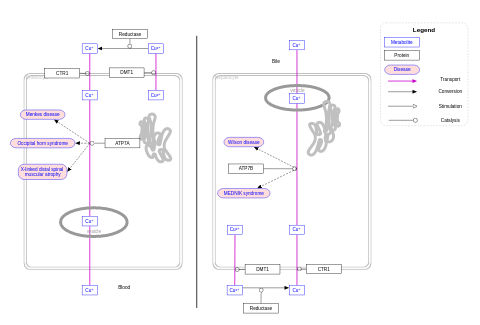 Reductase
Cu⁺
Cu²⁺
CTR1
DMT1
Cu⁺
Cu²⁺
Menkes disease
Occipital horn syndrome
ATP7A
X-linked distal spinal
muscular atrophy
Cu⁺
vesicle
Cu⁺
Blood
Cu⁺
Bile
vesicle
Cu⁺
Wilson disease
ATP7B
MEDNIK syndrome
Cu²⁺
Cu⁺
DMT1
CTR1
Cu²⁺
Cu⁺
Reductase
Legend
Metabolite
Protein
Disease
Transport
Conversion
Stimulation
Catalysis